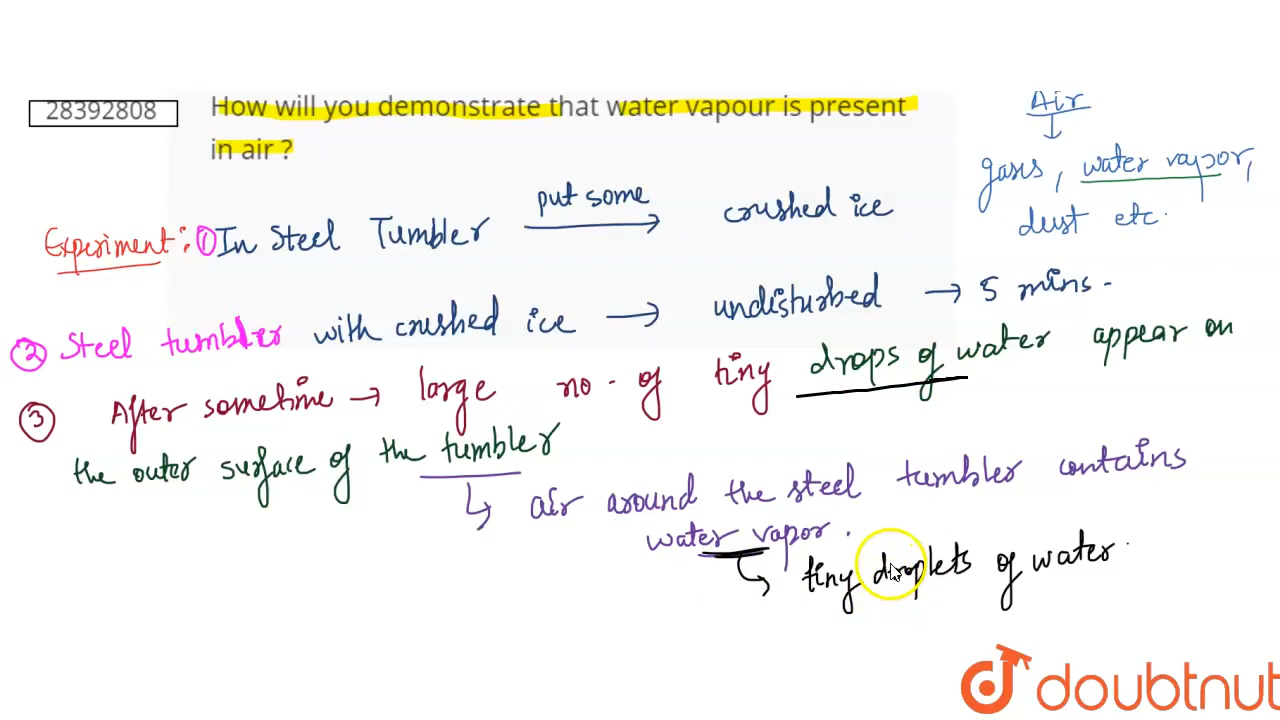 28392808
How will you demonstrate that water vapour is present
in air ?
Air
gases, water vapor,
dust etc.
Experiment: ① In Steel Tumbler put some crushed ice
② Steel tumbler with crushed ice → undisturbed → 5 mins.
③ After sometime → large no. of tiny drops of water appear on
the outer surface of the tumbler
air around the steel tumbler contains
water vapor.
tiny droplets of water.
doubtnut